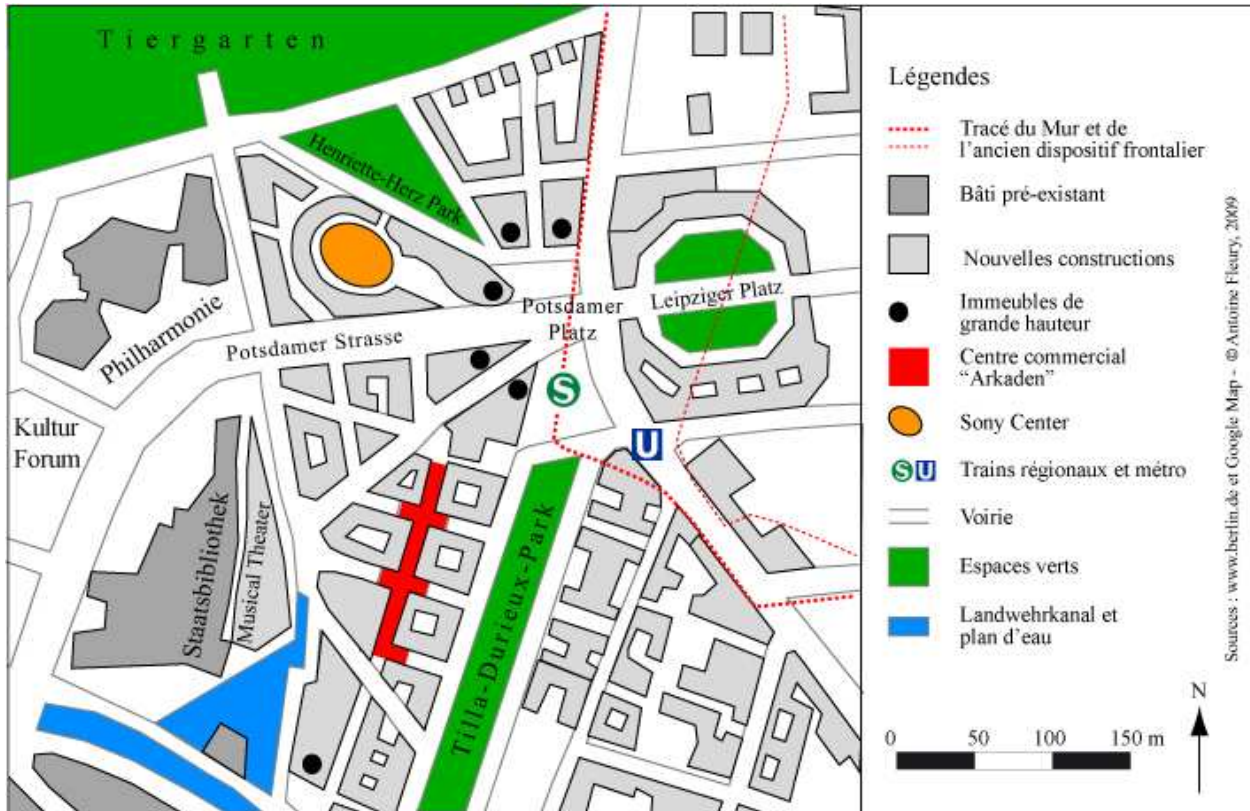 Tiergarten
Henriette-Herz Park
Philharmonie
Potsdamer Strasse
Potsdamer
Platz
Leipziger Platz
S
U
Kultur
Forum
Staatsbibliothek
Musical Theater
Tilla-Durieux-Park
Légendes
Tracé du Mur et de
l'ancien dispositif frontalier
Bâti pré-existant
Nouvelles constructions
Immeubles de
grande hauteur
Centre commercial
"Arkaden"
Sony Center
S U Trains régionaux et métro
Voirie
Espaces verts
Landwehrkanal et
plan d'eau
N
0 50 100 150 m
Sources : www.berlin.de et Google Map - © Antoine Fleury, 2009